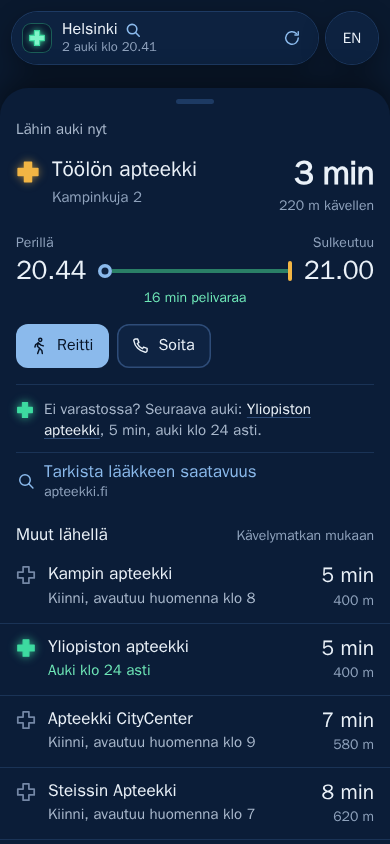 Helsinki
2 auki klo 20.41
EN
Lähin auki nyt
Töölön apteekki
3 min
Kampinkuja 2
220 m kävellen
Perillä
Sulkeutuu
20.44
21.00
16 min pelivaraa
Reitti
Soita
Ei varastossa? Seuraava auki: Yliopiston
apteekki, 5 min, auki klo 24 asti.
Tarkista lääkkeen saatavuus
apteekki.fi
Muut lähellä
Kävelymatkan mukaan
Kampin apteekki
5 min
Kiinni, avautuu huomenna klo 8
400 m
Yliopiston apteekki
5 min
Auki klo 24 asti
400 m
Apteekki CityCenter
7 min
Kiinni, avautuu huomenna klo 9
580 m
Steissin Apteekki
8 min
Kiinni, avautuu huomenna klo 7
620 m